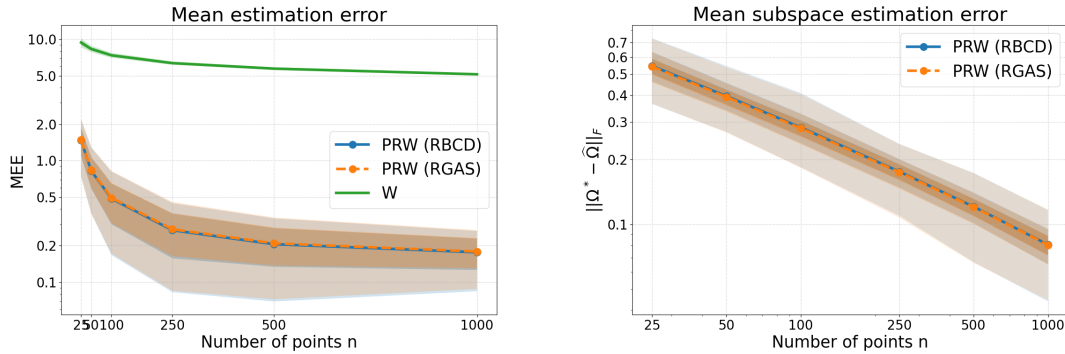 Mean estimation error
MEE
10.0
5.0
2.0
1.0
0.5
0.2
0.1
PRW (RBCD)
PRW (RGAS)
W
25 50 100 250 500 1000
Number of points n
Mean subspace estimation error
||Ω* − Ω̂||_F
0.7
0.6
0.5
0.4
0.3
0.2
0.1
PRW (RBCD)
PRW (RGAS)
25 50 100 250 500 1000
Number of points n